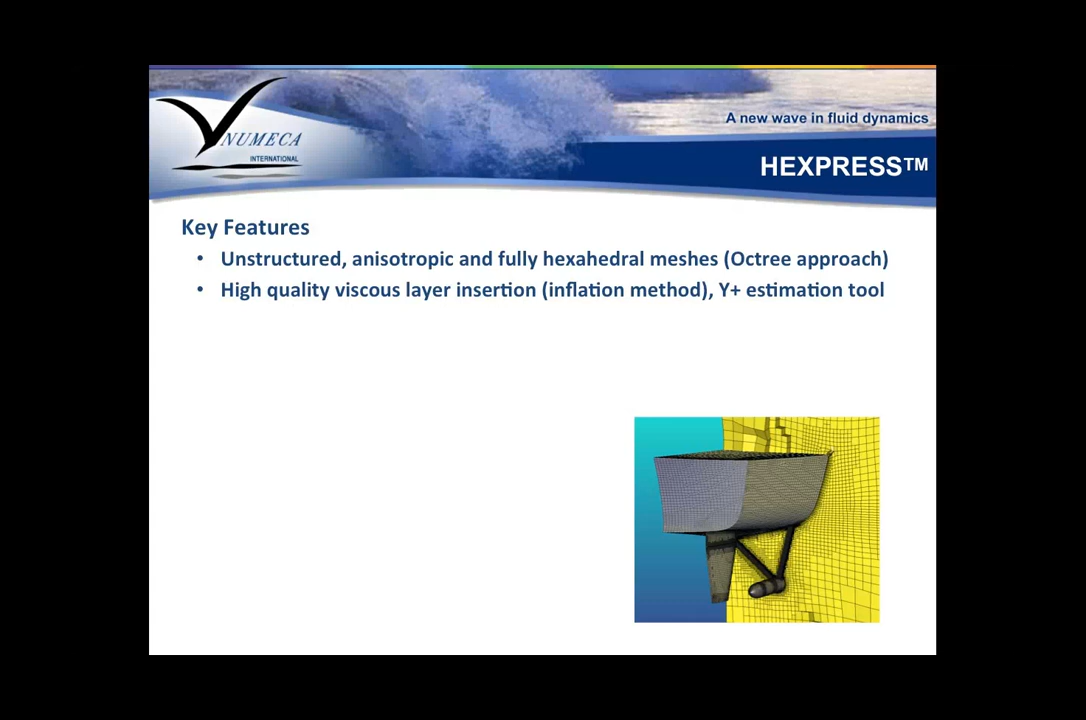 A new wave in fluid dynamics
NUMECA
INTERNATIONAL
HEXPRESS™
Key Features
• Unstructured, anisotropic and fully hexahedral meshes (Octree approach)
• High quality viscous layer insertion (inflation method), Y+ estimation tool